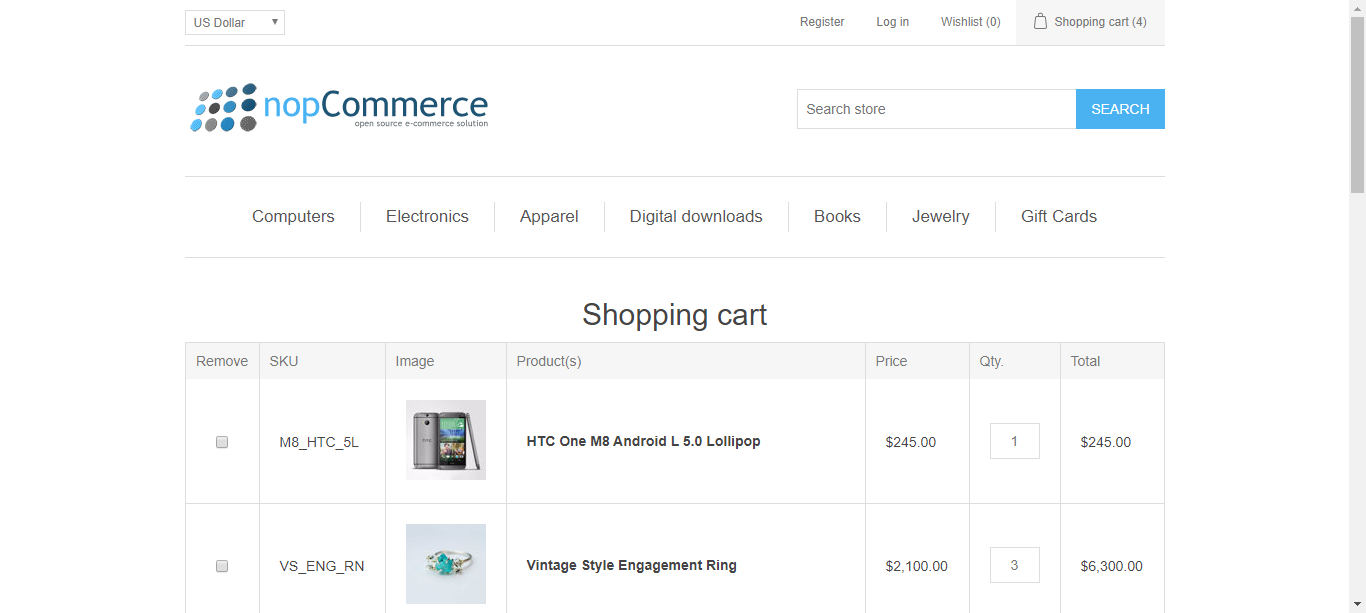 US Dollar
Register
Log in
Wishlist (0)
Shopping cart (4)
nopCommerce
open source e-commerce solution
Search store
SEARCH
Computers
Electronics
Apparel
Digital downloads
Books
Jewelry
Gift Cards
Shopping cart
Remove SKU Image Product(s) Price Qty. Total
M8_HTC_5L HTC One M8 Android L 5.0 Lollipop $245.00 1 $245.00
VS_ENG_RN Vintage Style Engagement Ring $2,100.00 3 $6,300.00